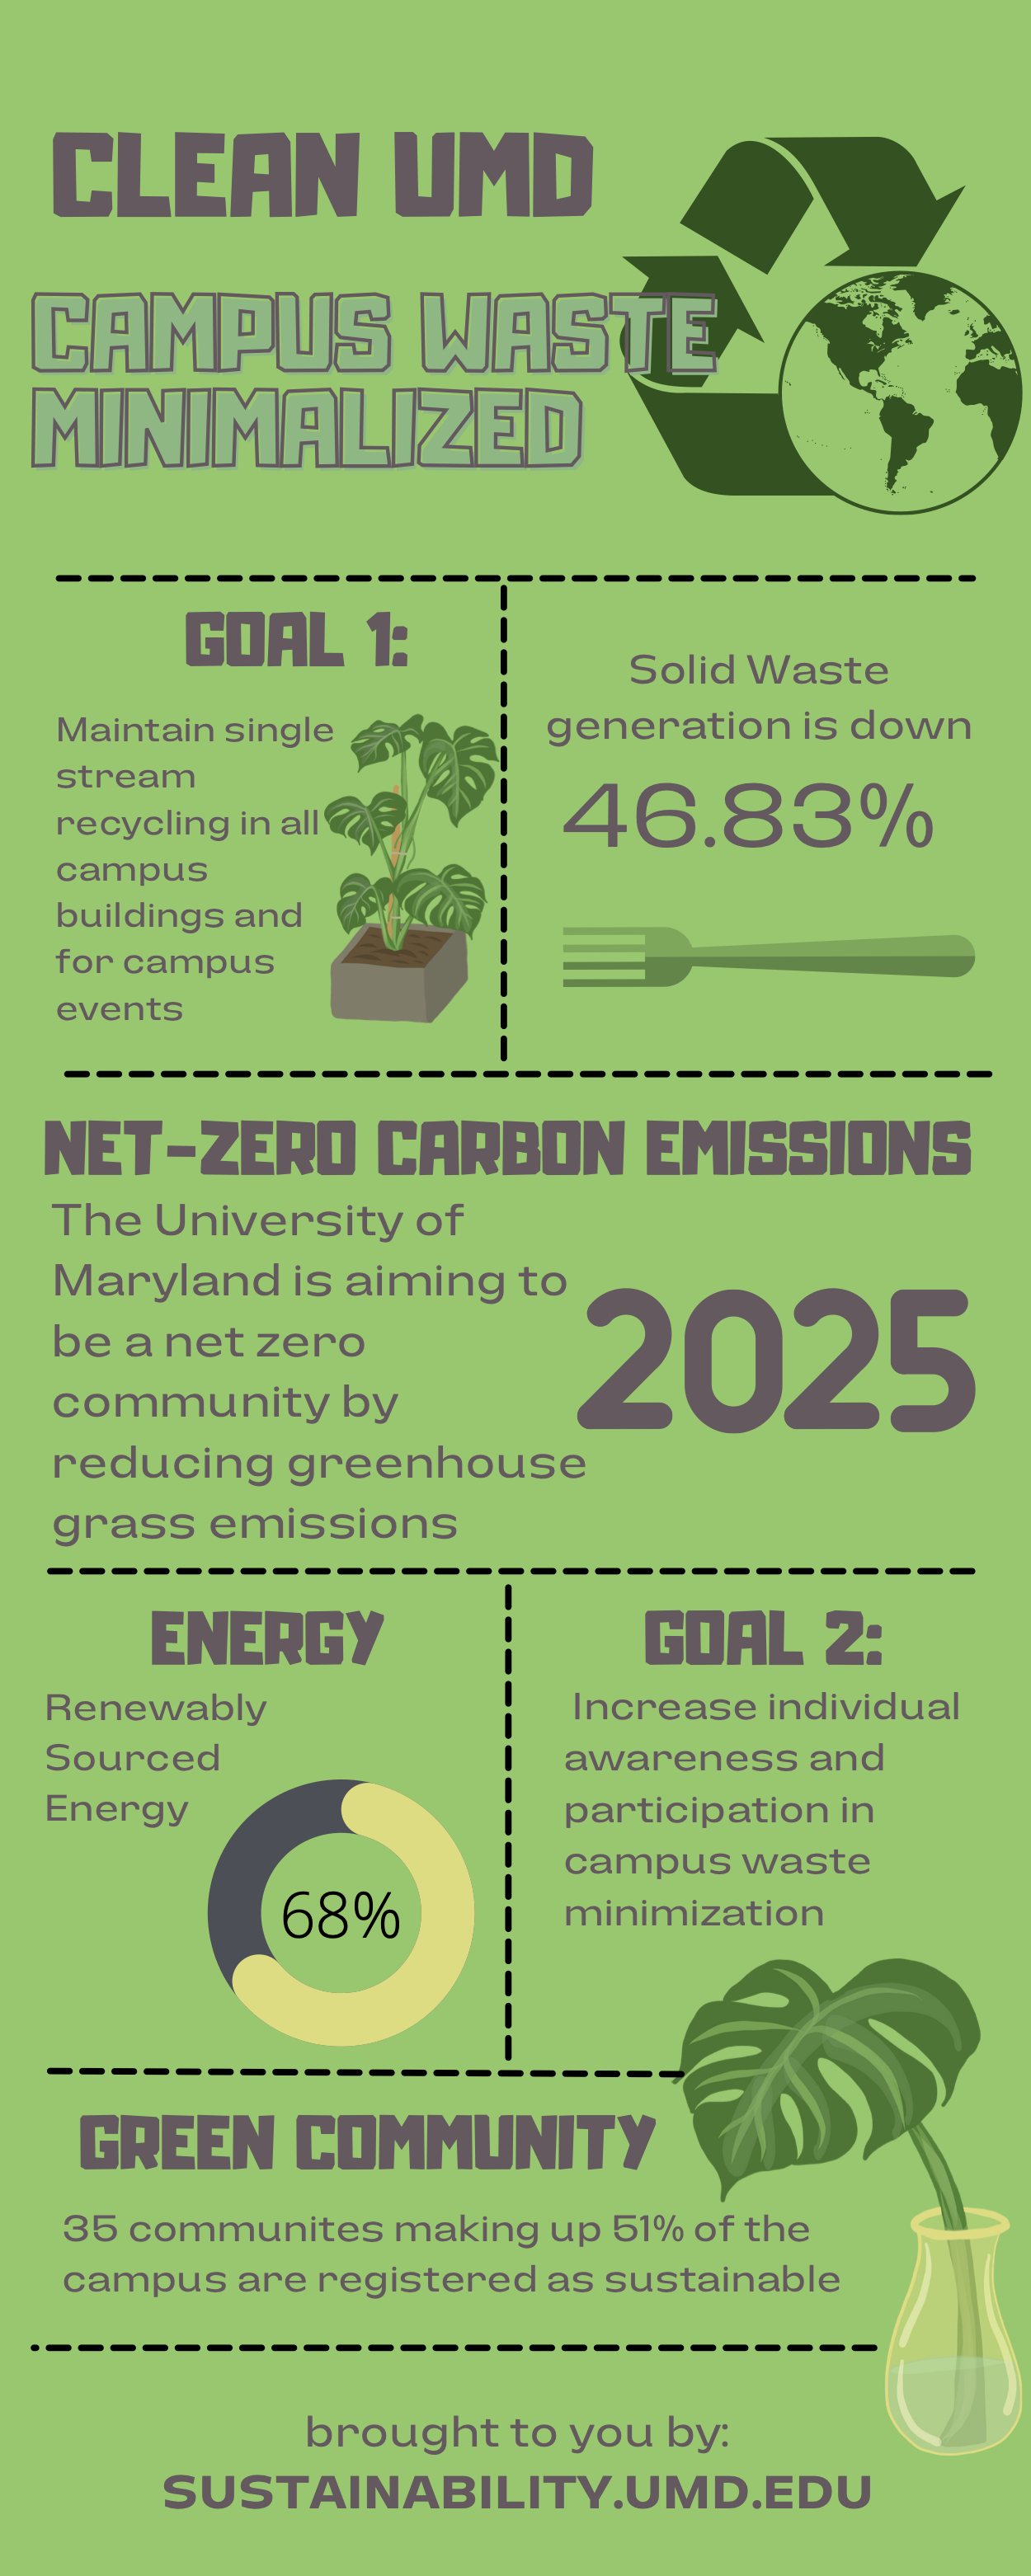 CLEAN UMD
CAMPUS WASTE
MINIMALIZED
GOAL 1:
Maintain single
stream
recycling in all
campus
buildings and
for campus
events
Solid Waste
generation is down
46.83%
NET-ZERO CARBON EMISSIONS
The University of
Maryland is aiming to
be a net zero
community by
reducing greenhouse
grass emissions
2025
ENERGY
Renewably
Sourced
Energy
68%
GOAL 2:
Increase individual
awareness and
participation in
campus waste
minimization
GREEN COMMUNITY
35 communites making up 51% of the
campus are registered as sustainable
brought to you by:
SUSTAINABILITY.UMD.EDU